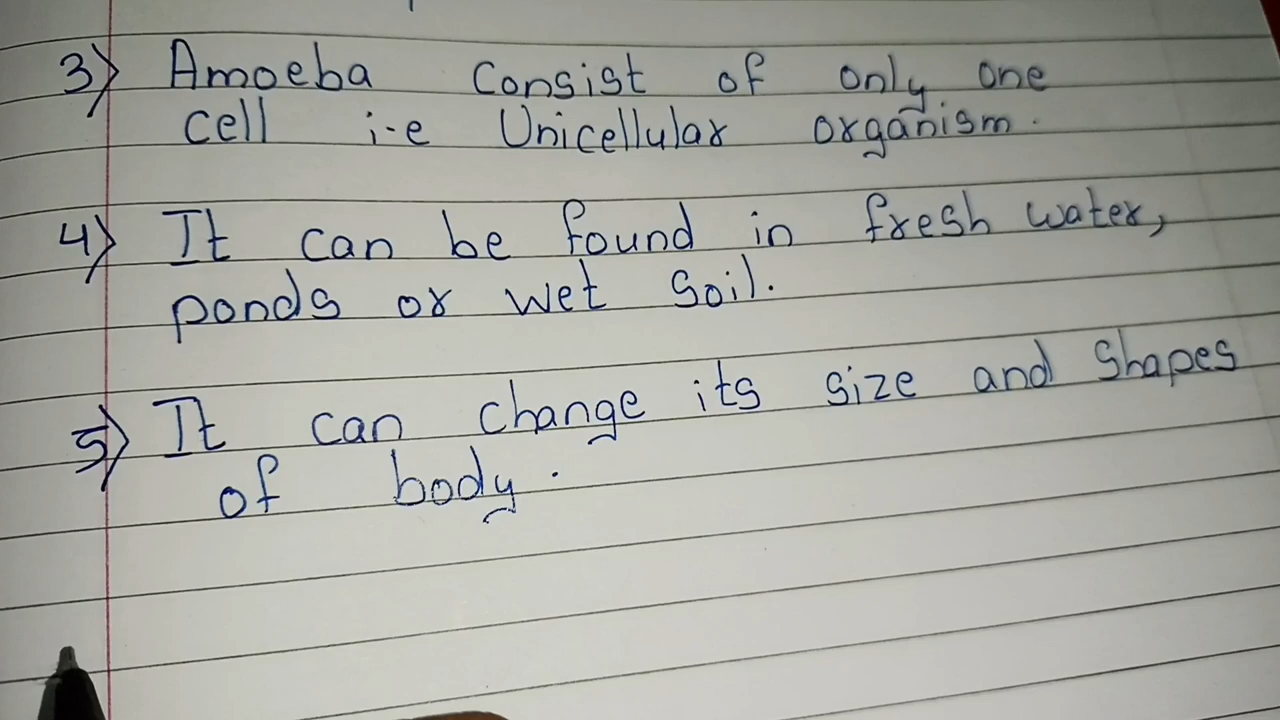 3) Amoeba Consist of only one
cell i-e Unicellular organism.
4) It can be found in fresh water,
ponds or wet soil.
5) It can change its size and shapes
of body.